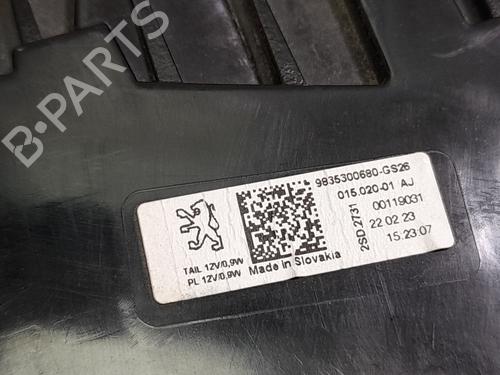 B-PARTS
9835300680-GS26
015.020-01 AJ
2SD.2731
00119031
22.02.23
15.23.07
TAIL 12V/0,9W
PL 12V/0,9W
Made in Slovakia